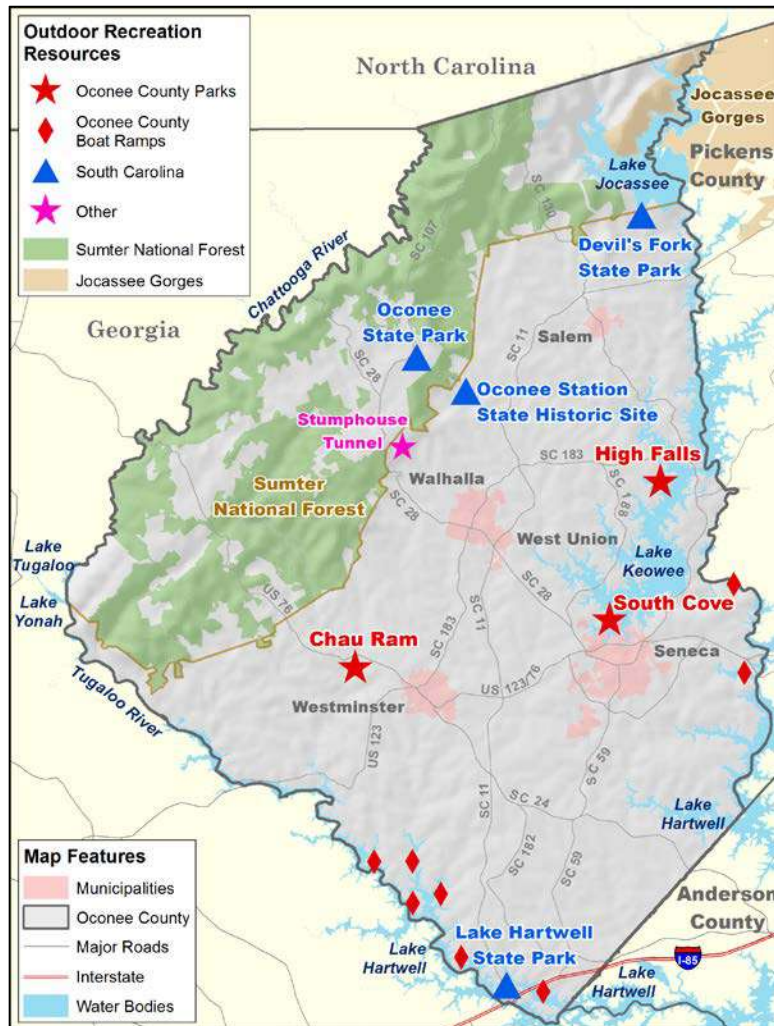 Outdoor Recreation
Resources
Oconee County Parks
Oconee County
Boat Ramps
South Carolina
Other
Sumter National Forest
Jocassee Gorges
North Carolina
Jocassee
Gorges
Pickens
County
Lake
Jocassee
SC 130
SC 107
Devil's Fork
State Park
Chattooga River
Georgia
Oconee
State Park
SC 11
Salem
SC 28
Oconee Station
State Historic Site
Stumphouse
Tunnel
High Falls
SC 183
Walhalla
Sumter
National Forest
SC 28
SC 188
West Union
Lake
Keowee
Lake
Tugaloo
Lake
Yonah
US 76
SC 28
South Cove
Chau Ram
SC 183
SC 11
Seneca
US 123/76
Tugaloo River
Westminster
US 123
SC 59
SC 11
SC 24
Lake
Hartwell
SC 182
SC 59
Map Features
Municipalities
Oconee County
Major Roads
Interstate
Water Bodies
Anderson
County
Lake Hartwell
State Park
Lake
Hartwell
I-85
Lake
Hartwell